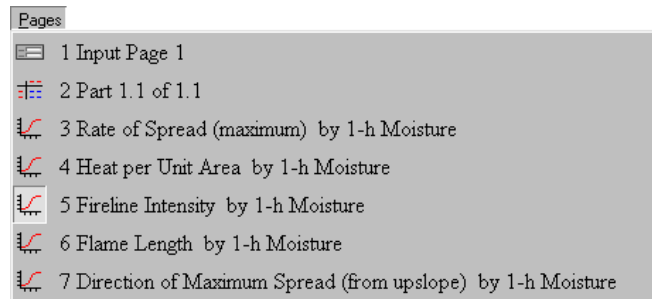 Pages
1 Input Page 1
2 Part 1.1 of 1.1
3 Rate of Spread (maximum) by 1-h Moisture
4 Heat per Unit Area by 1-h Moisture
5 Fireline Intensity by 1-h Moisture
6 Flame Length by 1-h Moisture
7 Direction of Maximum Spread (from upslope) by 1-h Moisture